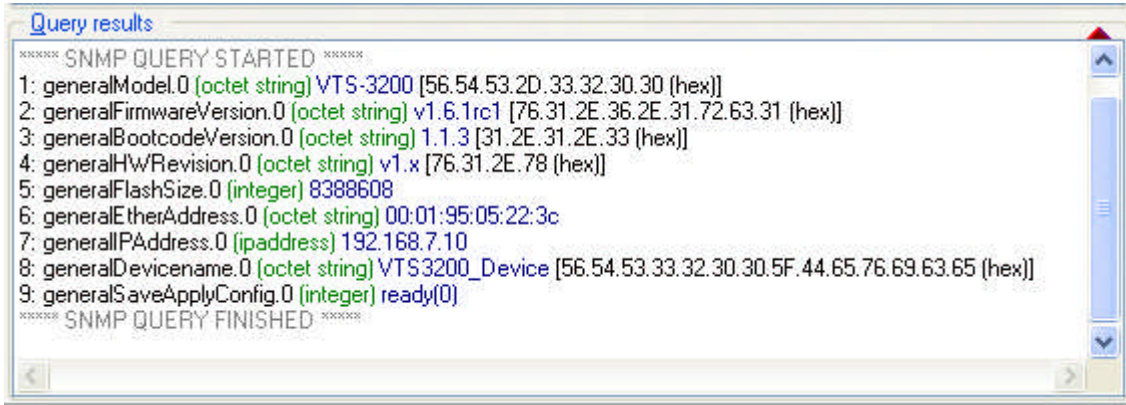 Query results
***** SNMP QUERY STARTED *****
1: generalModel.0 (octet string) VTS-3200 [56.54.53.2D.33.32.30.30 (hex)]
2: generalFirmwareVersion.0 (octet string) v1.6.1rc1 [76.31.2E.36.2E.31.72.63.31 (hex)]
3: generalBootcodeVersion.0 (octet string) 1.1.3 [31.2E.31.2E.33 (hex)]
4: generalHWRevision.0 (octet string) v1.x [76.31.2E.78 (hex)]
5: generalFlashSize.0 (integer) 8388608
6: generalEtherAddress.0 (octet string) 00:01:95:05:22:3c
7: generalIPAddress.0 (ipaddress) 192.168.7.10
8: generalDevicename.0 (octet string) VTS3200_Device [56.54.53.33.32.30.30.5F.44.65.76.69.63.65 (hex)]
9: generalSaveApplyConfig.0 (integer) ready(0)
***** SNMP QUERY FINISHED *****